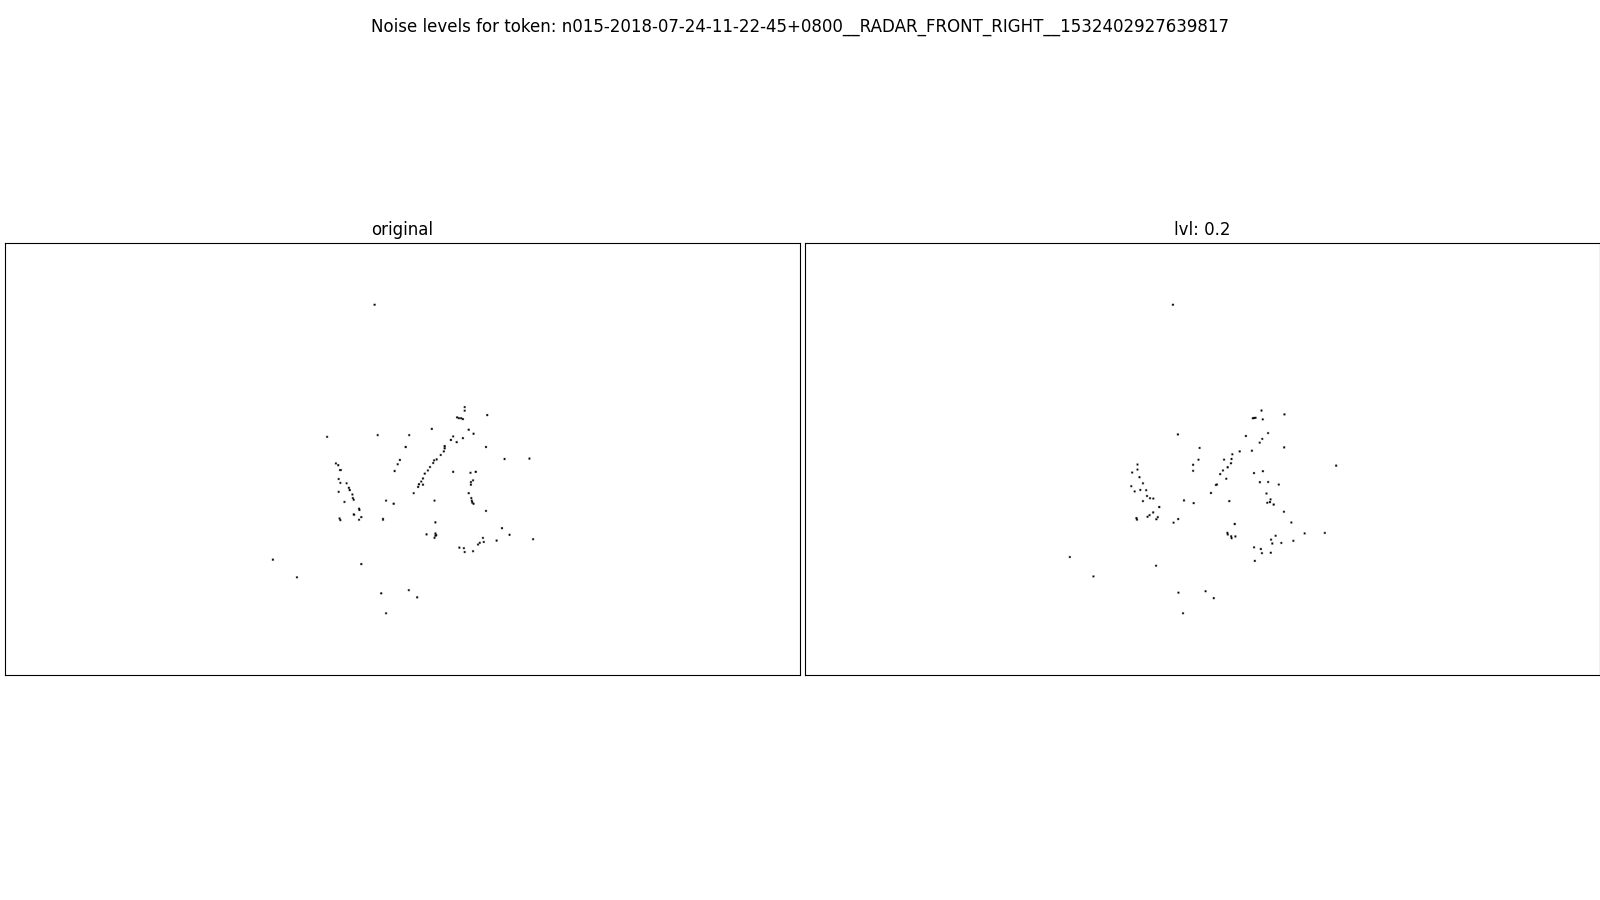 Noise levels for token: n015-2018-07-24-11-22-45+0800__RADAR_FRONT_RIGHT__1532402927639817
original
lvl: 0.2